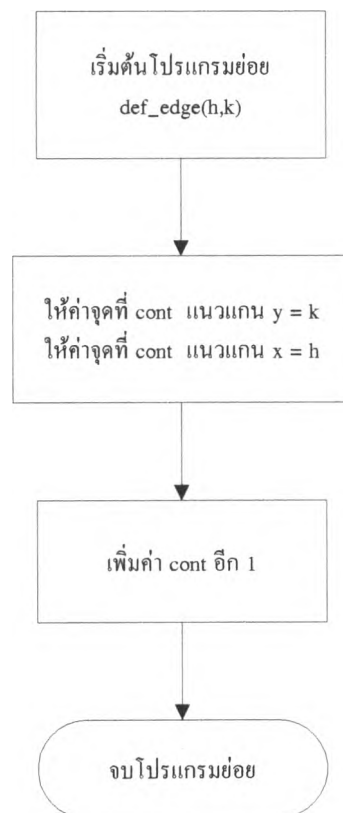 เริ่มต้นโปรแกรมย่อย
def_edge(h,k)
ให้ค่าจุดที่ cont แนวแกน y = k
ให้ค่าจุดที่ cont แนวแกน x = h
เพิ่มค่า cont อีก 1
จบโปรแกรมย่อย